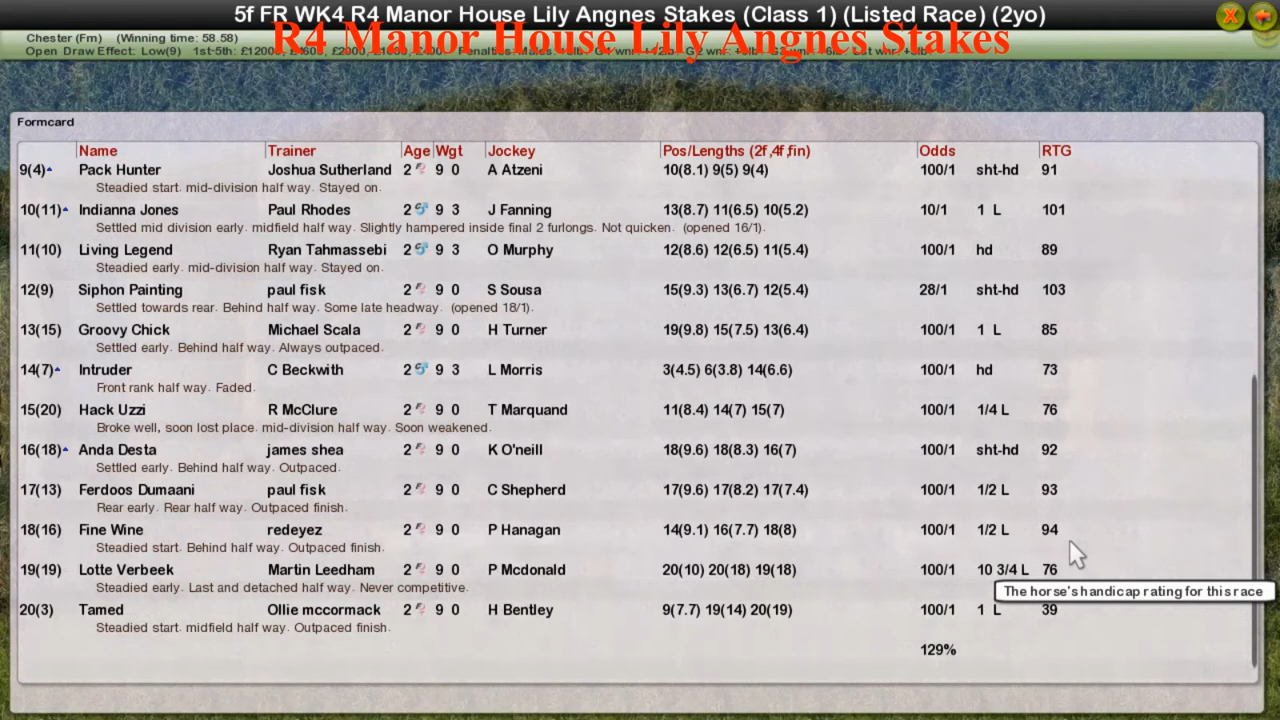 5f FR WK4 R4 Manor House Lily Angnes Stakes (Class 1) (Listed Race) (2yo)
Chester (Fm) (Winning time: 58.58)
R4 Manor House Lily Angnes Stakes
Open Draw Effect: Low(9) 1st-5th:
Formcard
Name Trainer Age Wgt Jockey Pos/Lengths (2f,4f,fin) Odds RTG
9(4) Pack Hunter Joshua Sutherland 2 9 0 A Atzeni 10(8.1) 9(5) 9(4) 100/1 sht-hd 91
Steadied start. mid-division half way. Stayed on.
10(11) Indianna Jones Paul Rhodes 2 9 3 J Fanning 13(8.7) 11(6.5) 10(5.2) 10/1 1 L 101
Settled mid division early. midfield half way. Slightly hampered inside final 2 furlongs. Not quicken. (opened 16/1).
11(10) Living Legend Ryan Tahmassebi 2 9 3 O Murphy 12(8.6) 12(6.5) 11(5.4) 100/1 hd 89
Steadied early. mid-division half way. Stayed on.
12(9) Siphon Painting paul fisk 2 9 0 S Sousa 15(9.3) 13(6.7) 12(5.4) 28/1 sht-hd 103
Settled towards rear. Behind half way. Some late headway. (opened 18/1).
13(15) Groovy Chick Michael Scala 2 9 0 H Turner 19(9.8) 15(7.5) 13(6.4) 100/1 1 L 85
Settled early. Behind half way. Always outpaced.
14(7) Intruder C Beckwith 2 9 3 L Morris 3(4.5) 6(3.8) 14(6.6) 100/1 hd 73
Front rank half way. Faded.
15(20) Hack Uzzi R McClure 2 9 0 T Marquand 11(8.4) 14(7) 15(7) 100/1 1/4 L 76
Broke well, soon lost place. mid-division half way. Soon weakened.
16(18) Anda Desta james shea 2 9 0 K O'neill 18(9.6) 18(8.3) 16(7) 100/1 sht-hd 92
Settled early. Behind half way. Outpaced.
17(13) Ferdoos Dumaani paul fisk 2 9 0 C Shepherd 17(9.6) 17(8.2) 17(7.4) 100/1 1/2 L 93
Rear early. Rear half way. Outpaced finish.
18(16) Fine Wine redeyez 2 9 0 P Hanagan 14(9.1) 16(7.7) 18(8) 100/1 1/2 L 94
Steadied start. Behind half way. Outpaced finish.
19(19) Lotte Verbeek Martin Leedham 2 9 0 P Mcdonald 20(10) 20(18) 19(18) 100/1 10 3/4 L 76
Steadied early. Last and detached half way. Never competitive.
The horse's handicap rating for this race
20(3) Tamed Ollie mccormack 2 9 0 H Bentley 9(7.7) 19(14) 20(19) 100/1 1 L 39
Steadied start. midfield half way. Outpaced finish.
129%